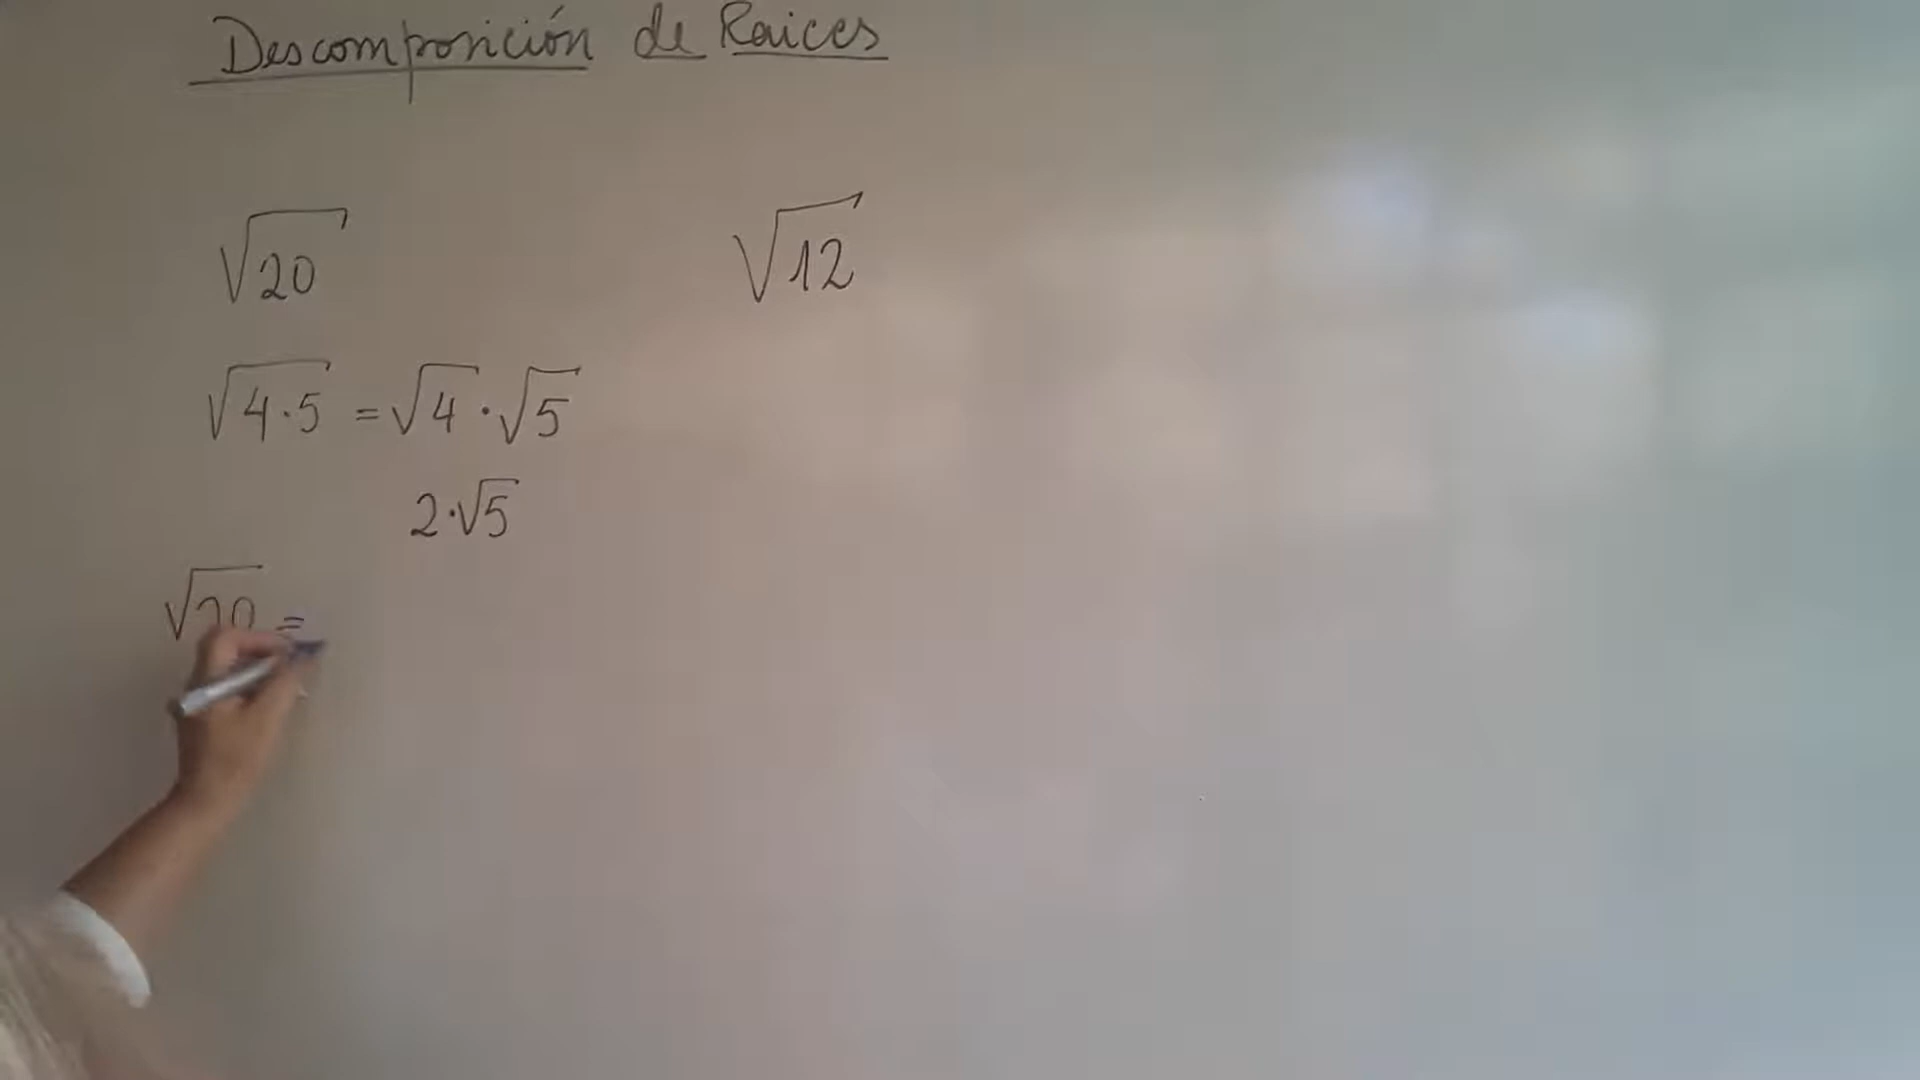 Descomposición de Raices
√20
√12
√4·5 = √4 · √5
2·√5
√20 =